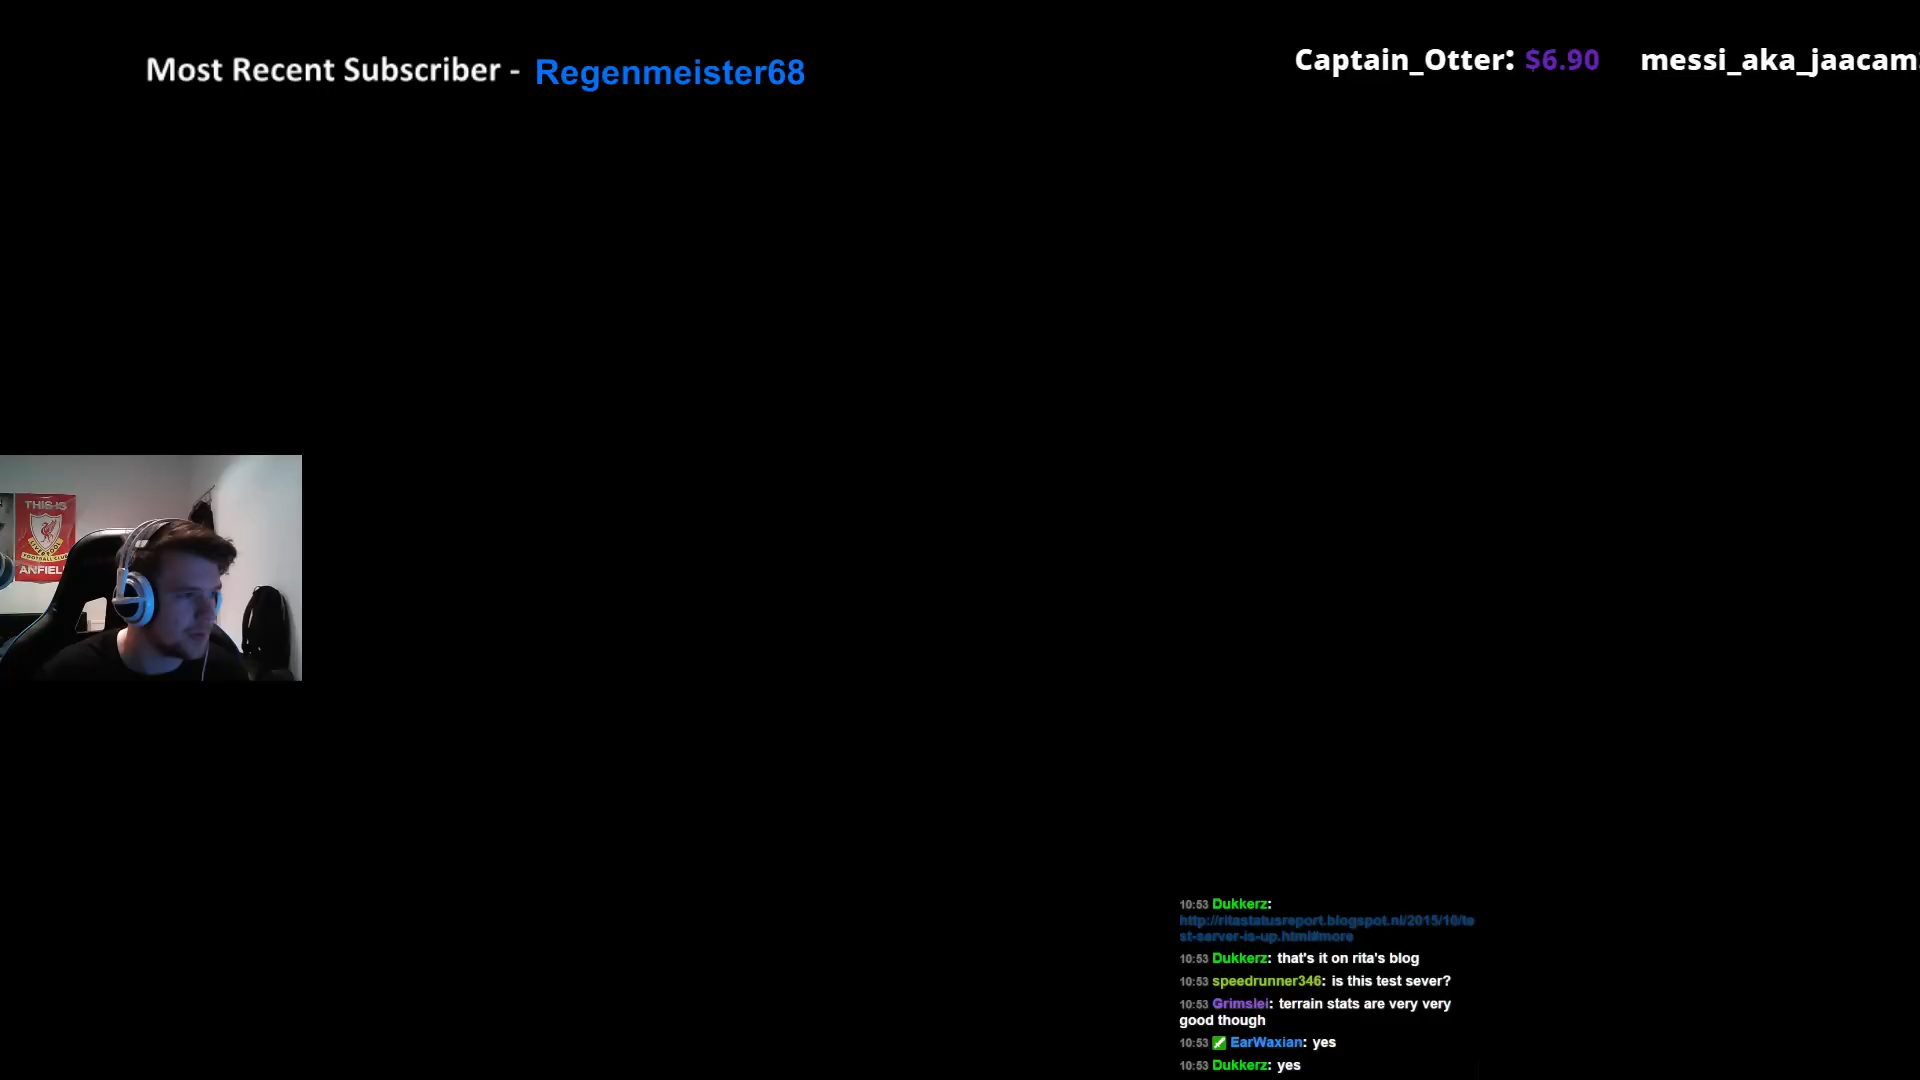 Most Recent Subscriber - Regenmeister68
Captain_Otter: $6.90 messi_aka_jaacam
THIS IS
LIVERPOOL
FOOTBALL CLUB
ANFIEL
10:53 Dukkerz:
http://ritastatusreport.blogspot.nl/2015/10/te
st-server-is-up.html#more
10:53 Dukkerz: that's it on rita's blog
10:53 speedrunner346: is this test sever?
10:53 Grimslei: terrain stats are very very
good though
10:53 EarWaxian: yes
10:53 Dukkerz: yes